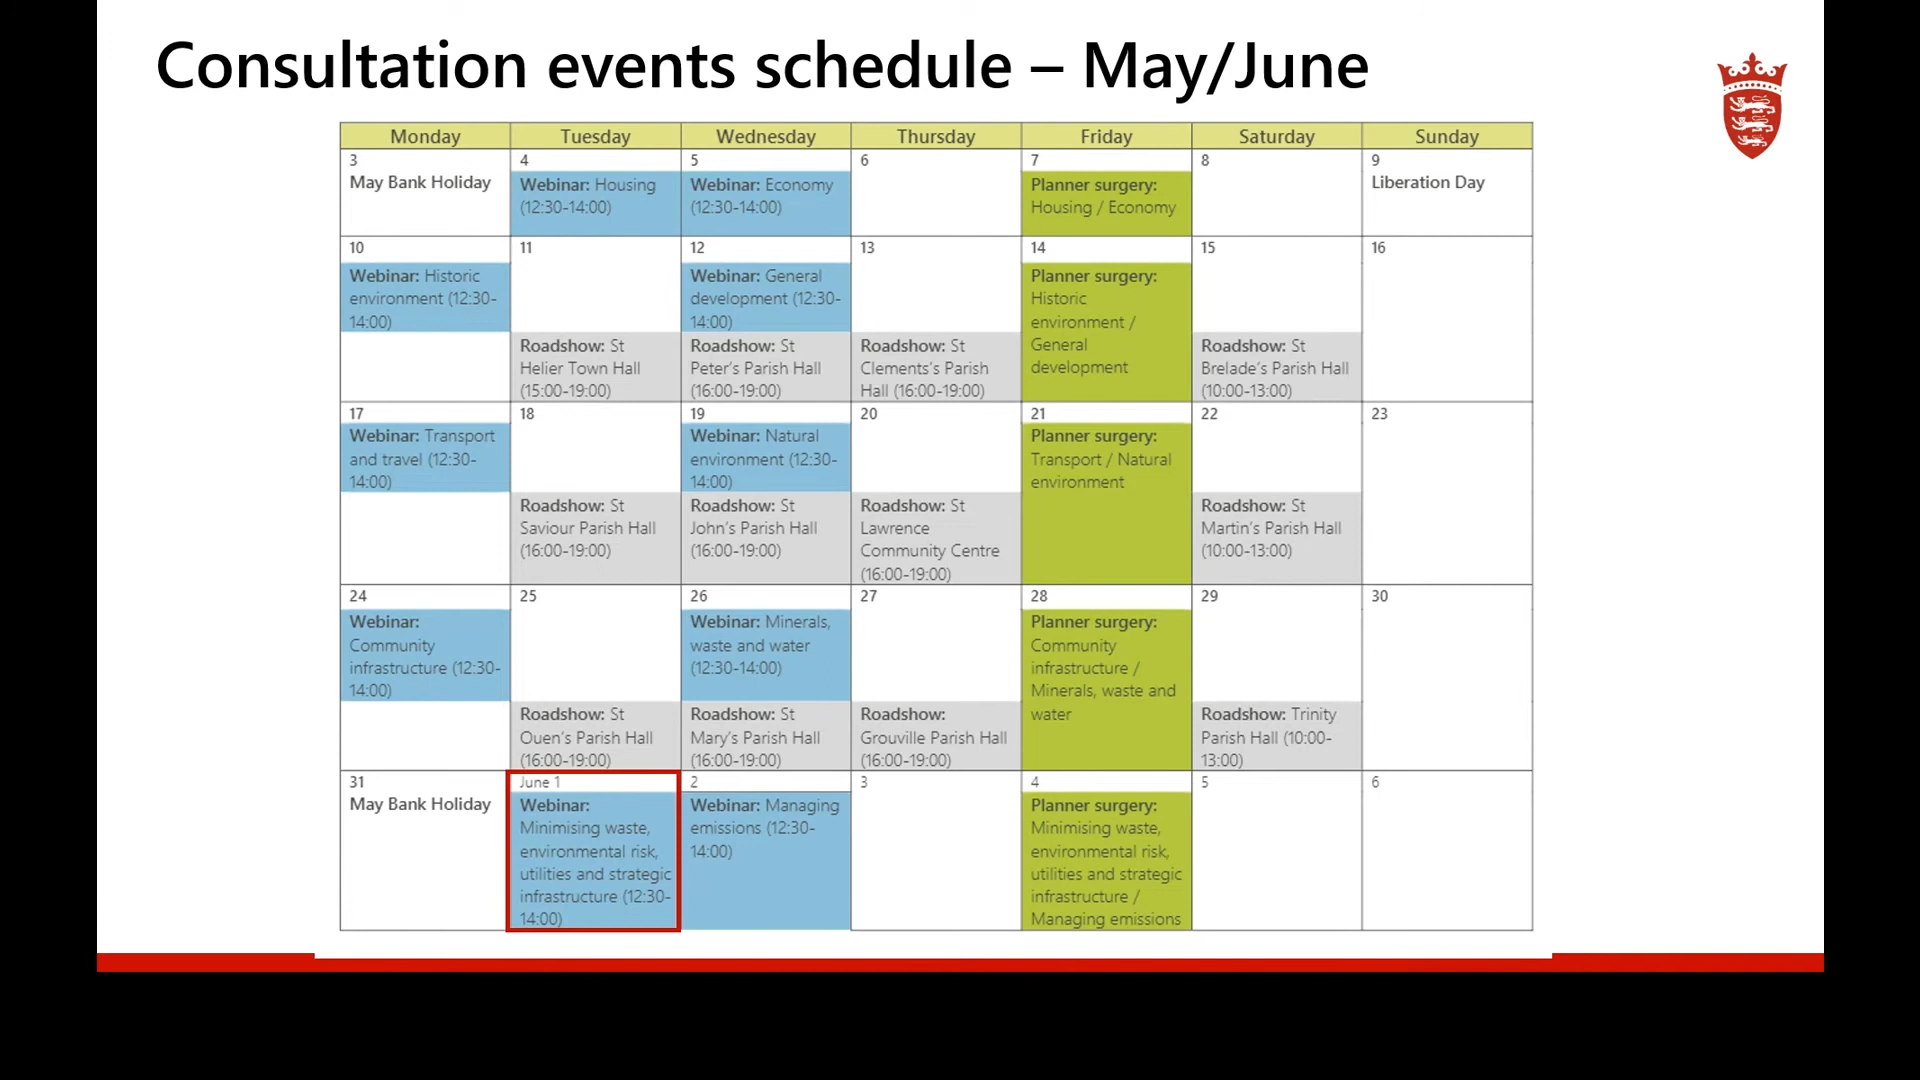 Consultation events schedule – May/June
Monday
Tuesday
Wednesday
Thursday
Friday
Saturday
Sunday
3
May Bank Holiday
4
Webinar: Housing
(12:30-14:00)
5
Webinar: Economy
(12:30-14:00)
6
7
Planner surgery:
Housing / Economy
8
9
Liberation Day
10
Webinar: Historic
environment (12:30-
14:00)
11
Roadshow: St
Helier Town Hall
(15:00-19:00)
12
Webinar: General
development (12:30-
14:00)
Roadshow: St
Peter's Parish Hall
(16:00-19:00)
13
Roadshow: St
Clements's Parish
Hall (16:00-19:00)
14
Planner surgery:
Historic
environment /
General
development
15
Roadshow: St
Brelade's Parish Hall
(10:00-13:00)
16
17
Webinar: Transport
and travel (12:30-
14:00)
18
Roadshow: St
Saviour Parish Hall
(16:00-19:00)
19
Webinar: Natural
environment (12:30-
14:00)
Roadshow: St
John's Parish Hall
(16:00-19:00)
20
Roadshow: St
Lawrence
Community Centre
(16:00-19:00)
21
Planner surgery:
Transport / Natural
environment
22
Roadshow: St
Martin's Parish Hall
(10:00-13:00)
23
24
Webinar:
Community
infrastructure (12:30-
14:00)
25
Roadshow: St
Ouen's Parish Hall
(16:00-19:00)
26
Webinar: Minerals,
waste and water
(12:30-14:00)
Roadshow: St
Mary's Parish Hall
(16:00-19:00)
27
Roadshow:
Grouville Parish Hall
(16:00-19:00)
28
Planner surgery:
Community
infrastructure /
Minerals, waste and
water
29
Roadshow: Trinity
Parish Hall (10:00-
13:00)
30
31
May Bank Holiday
June 1
Webinar:
Minimising waste,
environmental risk,
utilities and strategic
infrastructure (12:30-
14:00)
2
Webinar: Managing
emissions (12:30-
14:00)
3
4
Planner surgery:
Minimising waste,
environmental risk,
utilities and strategic
infrastructure /
Managing emissions
5
6